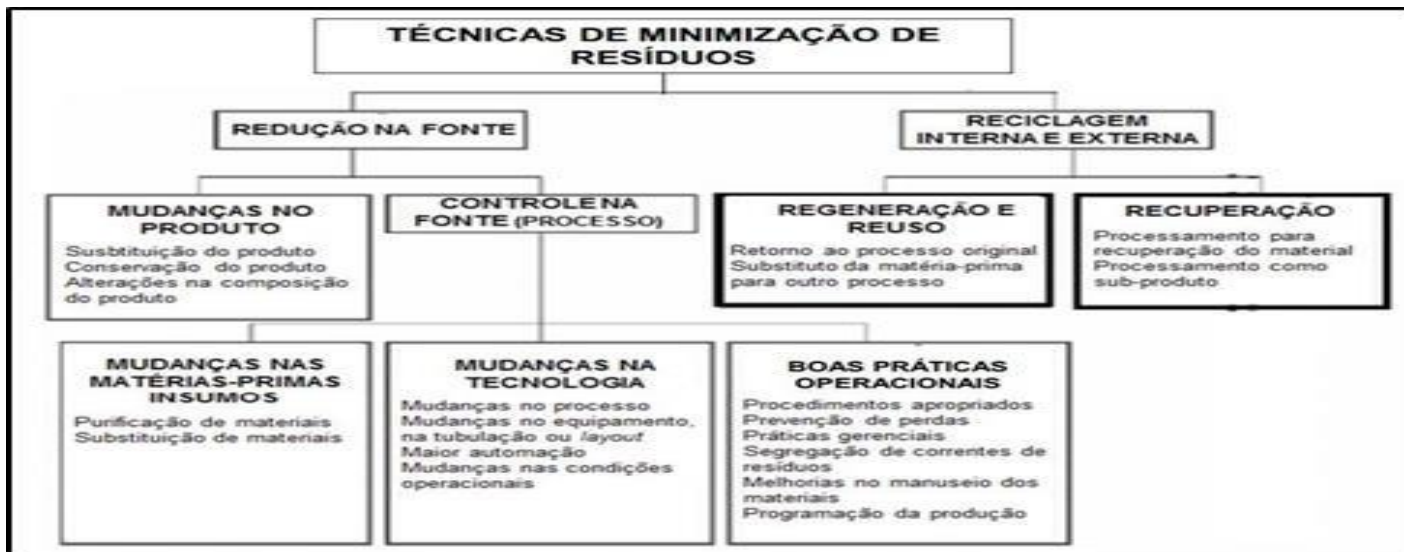 TÉCNICAS DE MINIMIZAÇÃO DE
RESÍDUOS
REDUÇÃO NA FONTE
RECICLAGEM
INTERNA E EXTERNA
MUDANÇAS NO
PRODUTO
Susbtituição do produto
Conservação do produto
Alterações na composição
do produto
CONTROLE NA
FONTE (PROCESSO)
REGENERAÇÃO E
REUSO
Retorno ao processo original
Substituto da matéria-prima
para outro processo
RECUPERAÇÃO
Processamento para
recuperação do material
Processamento como
sub-produto
MUDANÇAS NAS
MATÉRIAS-PRIMAS
INSUMOS
Purificação de materiais
Substituição de materiais
MUDANÇAS NA
TECNOLOGIA
Mudanças no processo
Mudanças no equipamento,
na tubulação ou layout
Maior automação
Mudanças nas condições
operacionais
BOAS PRÁTICAS
OPERACIONAIS
Procedimentos apropriados
Prevenção de perdas
Práticas gerenciais
Segregação de correntes de
resíduos
Melhorias no manuseio dos
materiais
Programação da produção